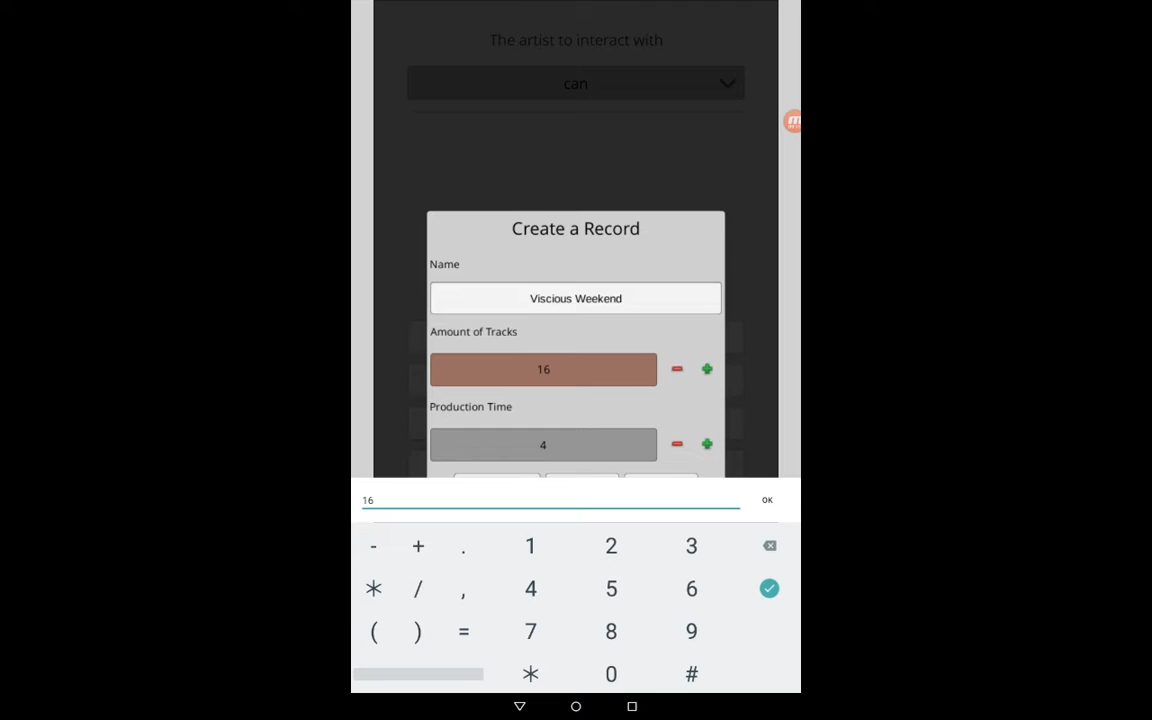 The artist to interact with
can
Create a Record
Name
Viscious Weekend
Amount of Tracks
16
Production Time
4
16
OK
- + . 1 2 3
* / , 4 5 6
( ) = 7 8 9
* 0 #